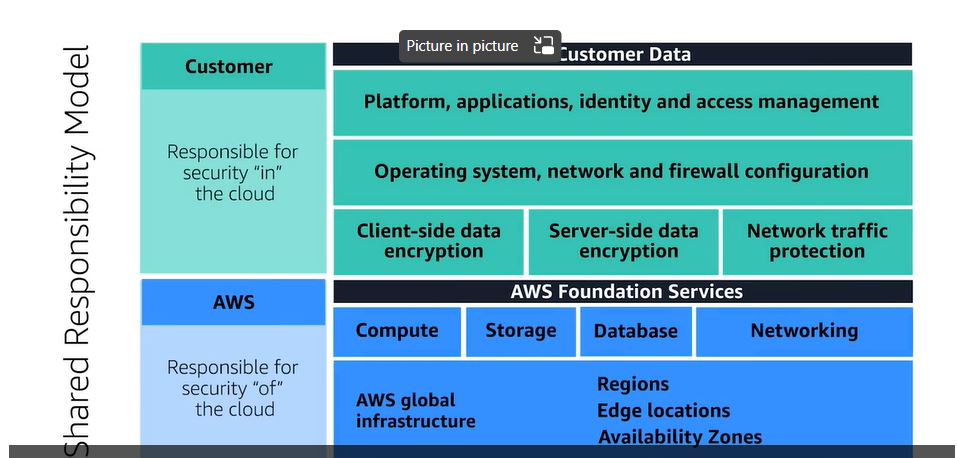 Shared Responsibility Model
Picture in picture
Customer
Customer Data
Responsible for
security “in”
the cloud
Platform, applications, identity and access management
Operating system, network and firewall configuration
Client-side data
encryption
Server-side data
encryption
Network traffic
protection
AWS
AWS Foundation Services
Responsible for
security “of”
the cloud
Compute
Storage
Database
Networking
AWS global
infrastructure
Regions
Edge locations
Availability Zones